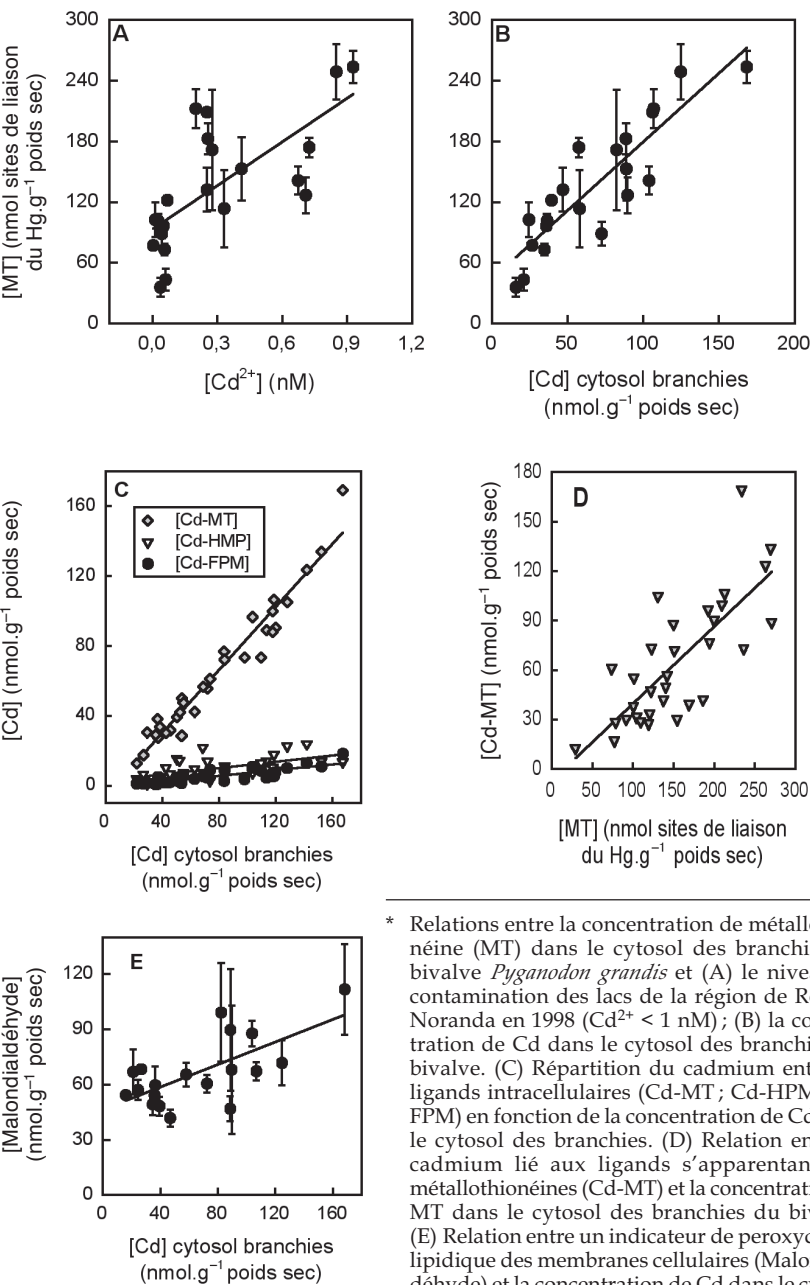 300
240
180
120
60
0
A
[MT] (nmol sites de liaison
du Hg.g⁻¹ poids sec)
0,0 0,3 0,6 0,9 1,2
[Cd²⁺] (nM)
300
240
180
120
60
0
B
0 50 100 150 200
[Cd] cytosol branchies
(nmol.g⁻¹ poids sec)
C
[Cd-MT]
[Cd-HMP]
[Cd-FPM]
160
120
80
40
0
[Cd] (nmol.g⁻¹ poids sec)
0 40 80 120 160
[Cd] cytosol branchies
(nmol.g⁻¹ poids sec)
D
180
150
120
90
60
30
0
[Cd-MT] (nmol.g⁻¹ poids sec)
0 50 100 150 200 250 300
[MT] (nmol sites de liaison
du Hg.g⁻¹ poids sec)
E
120
90
60
30
0
[Malondialdéhyde]
(nmol.g⁻¹ poids sec)
0 40 80 120 160
[Cd] cytosol branchies
(nmol.g⁻¹ poids sec)
* Relations entre la concentration de métallo
néine (MT) dans le cytosol des branchi
bivalve Pyganodon grandis et (A) le nive
contamination des lacs de la région de R
Noranda en 1998 (Cd²⁺ < 1 nM) ; (B) la co
tration de Cd dans le cytosol des branchi
bivalve. (C) Répartition du cadmium ent
ligands intracellulaires (Cd-MT ; Cd-HPM
FPM) en fonction de la concentration de Cd
le cytosol des branchies. (D) Relation en
cadmium lié aux ligands s'apparentan
métallothionéines (Cd-MT) et la concentrati
MT dans le cytosol des branchies du biv
(E) Relation entre un indicateur de peroxyd
lipidique des membranes cellulaires (Malo
déhyde) et la concentration de Cd dans le c